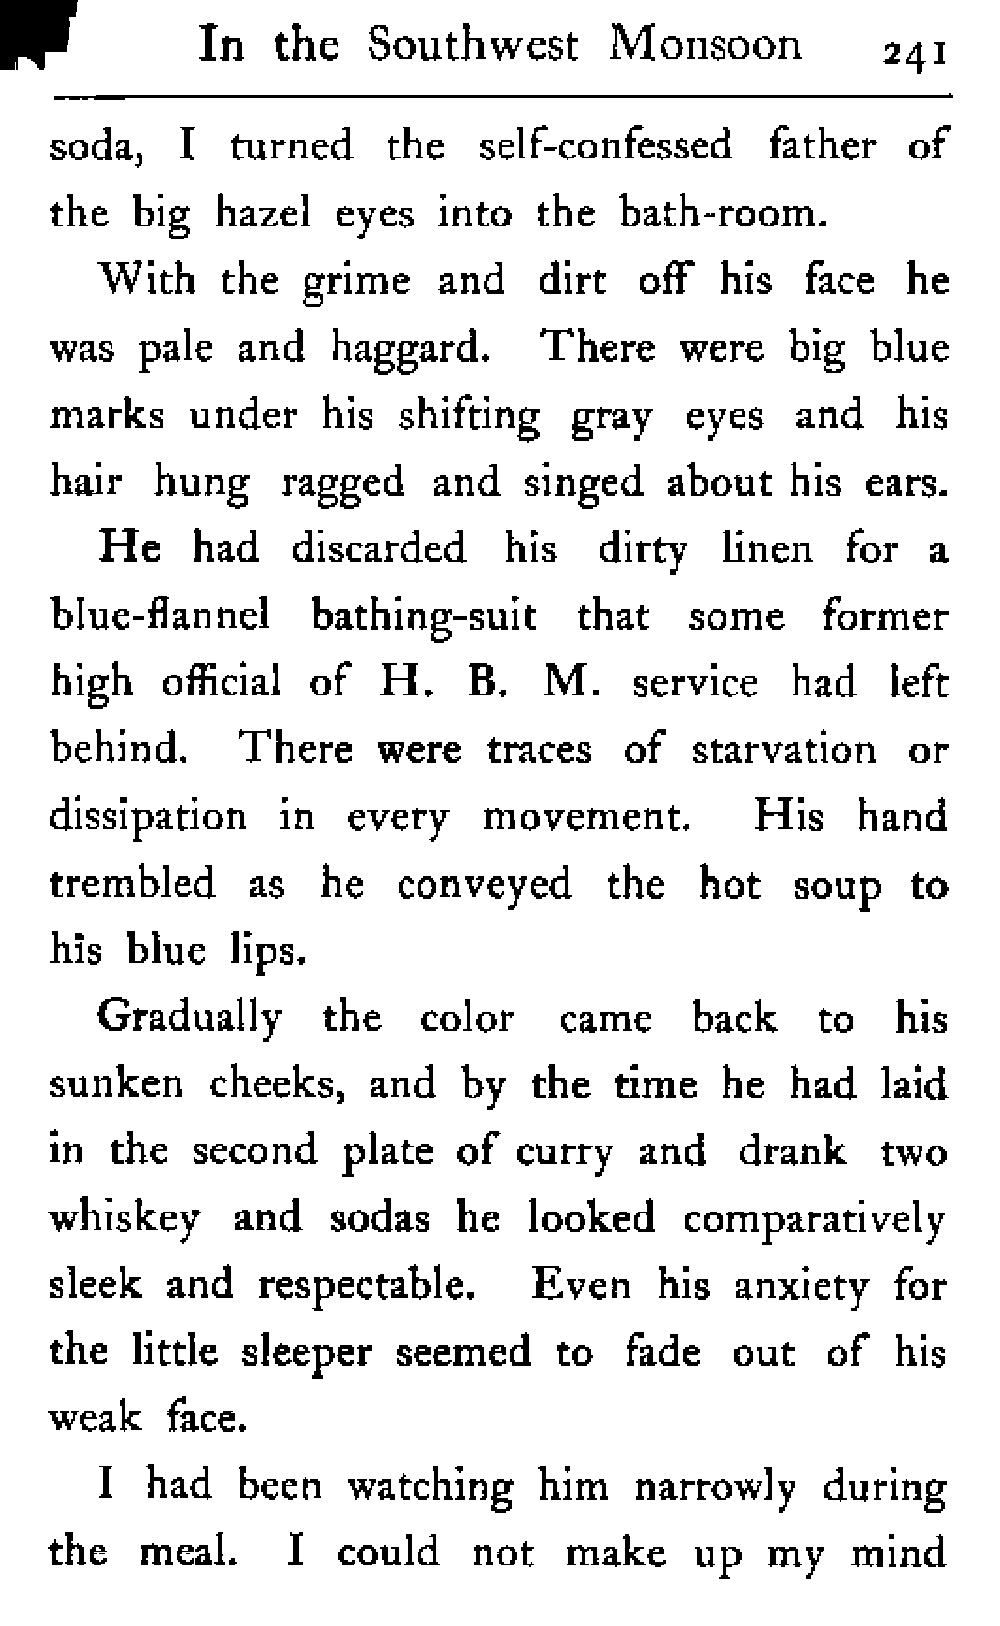 In the Southwest Monsoon 241
soda, I turned the self-confessed father of
the big hazel eyes into the bath-room.
With the grime and dirt off his face he
was pale and haggard. There were big blue
marks under his shifting gray eyes and his
hair hung ragged and singed about his ears.
He had discarded his dirty linen for a
blue-flannel bathing-suit that some former
high official of H. B. M. service had left
behind. There were traces of starvation or
dissipation in every movement. His hand
trembled as he conveyed the hot soup to
his blue lips.
Gradually the color came back to his
sunken cheeks, and by the time he had laid
in the second plate of curry and drank two
whiskey and sodas he looked comparatively
sleek and respectable. Even his anxiety for
the little sleeper seemed to fade out of his
weak face.
I had been watching him narrowly during
the meal. I could not make up my mind